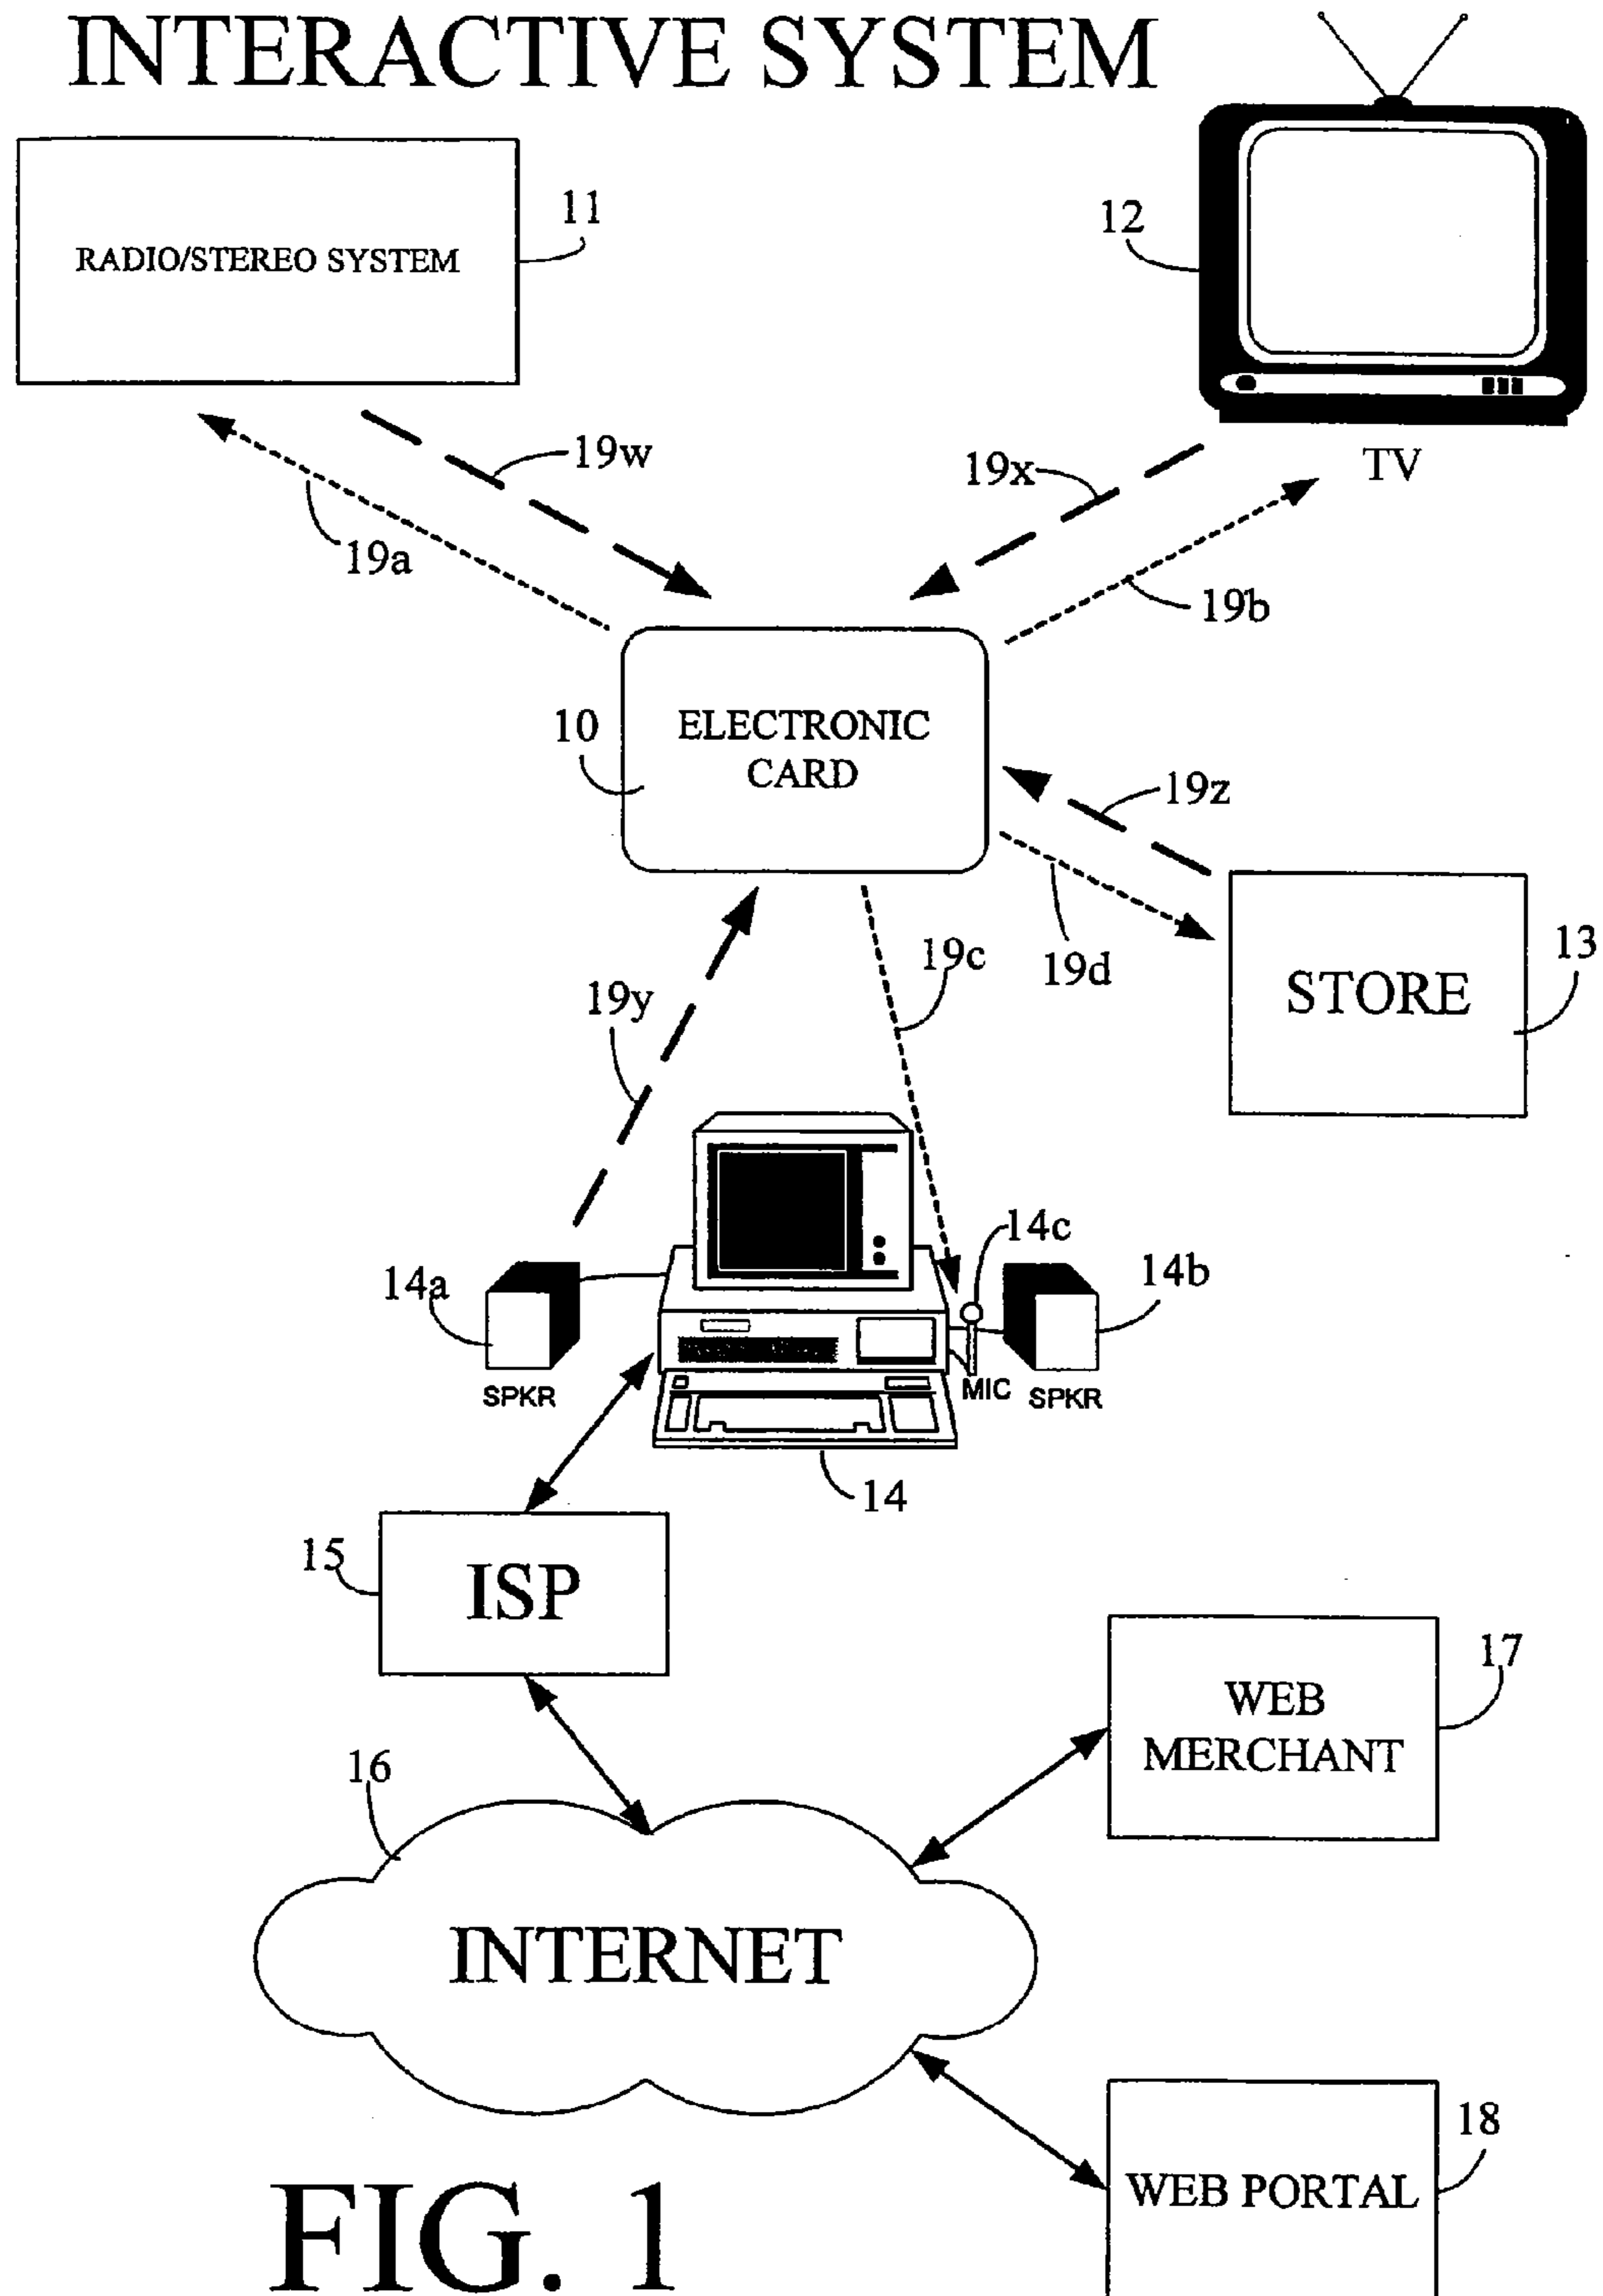 INTERACTIVE SYSTEM
11
RADIO/STEREO SYSTEM
12
TV
19w
19x
19a
19b
10
ELECTRONIC
CARD
19z
19c
19d
13
STORE
19y
14c
14a
14b
SPKR
MIC
SPKR
14
15
ISP
17
WEB
MERCHANT
16
INTERNET
18
WEB PORTAL
FIG. 1